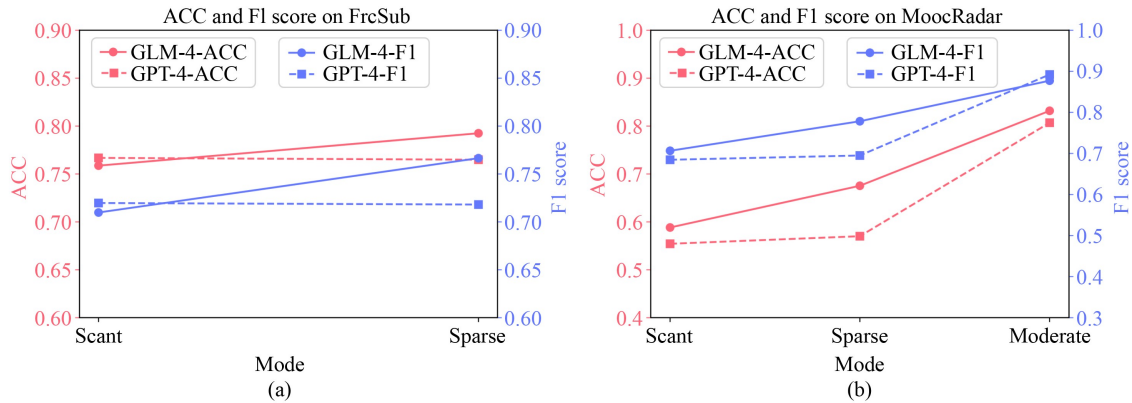 ACC and Fl score on FrcSub
GLM-4-ACC
GPT-4-ACC
GLM-4-F1
GPT-4-F1
0.90
0.85
0.80
0.75
0.70
0.65
0.60
ACC
0.90
0.85
0.80
0.75
0.70
0.65
0.60
F1 score
Scant
Sparse
Mode
(a)
ACC and F1 score on MoocRadar
GLM-4-ACC
GPT-4-ACC
GLM-4-F1
GPT-4-F1
1.0
0.9
0.8
0.7
0.6
0.5
0.4
ACC
1.0
0.9
0.8
0.7
0.6
0.5
0.4
0.3
F1 score
Scant
Sparse
Moderate
Mode
(b)